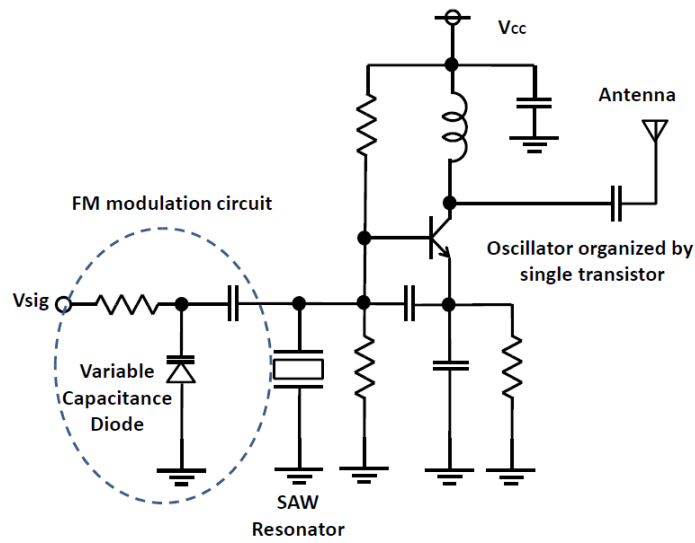 Vcc
Antenna
FM modulation circuit
Oscillator organized by
single transistor
Vsig
Variable
Capacitance
Diode
SAW
Resonator